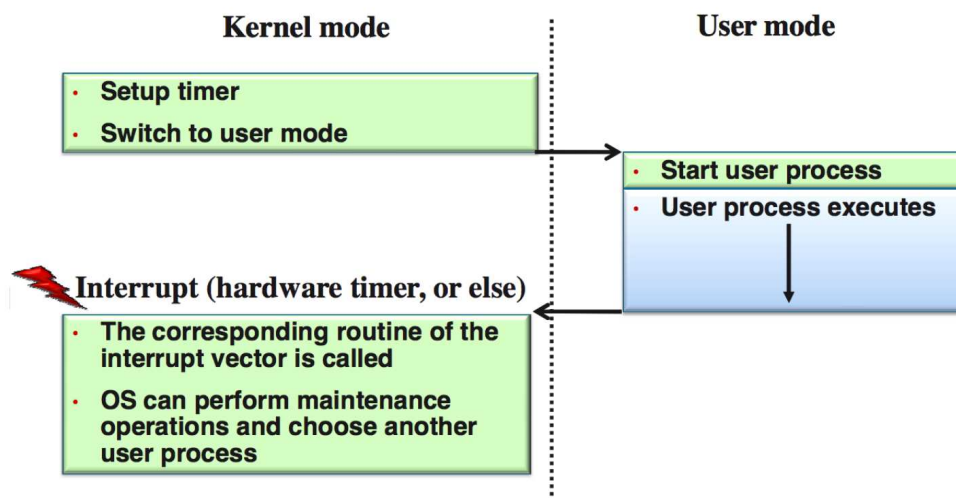 Kernel mode
User mode
• Setup timer
• Switch to user mode
• Start user process
• User process executes
Interrupt (hardware timer, or else)
• The corresponding routine of the
interrupt vector is called
• OS can perform maintenance
operations and choose another
user process